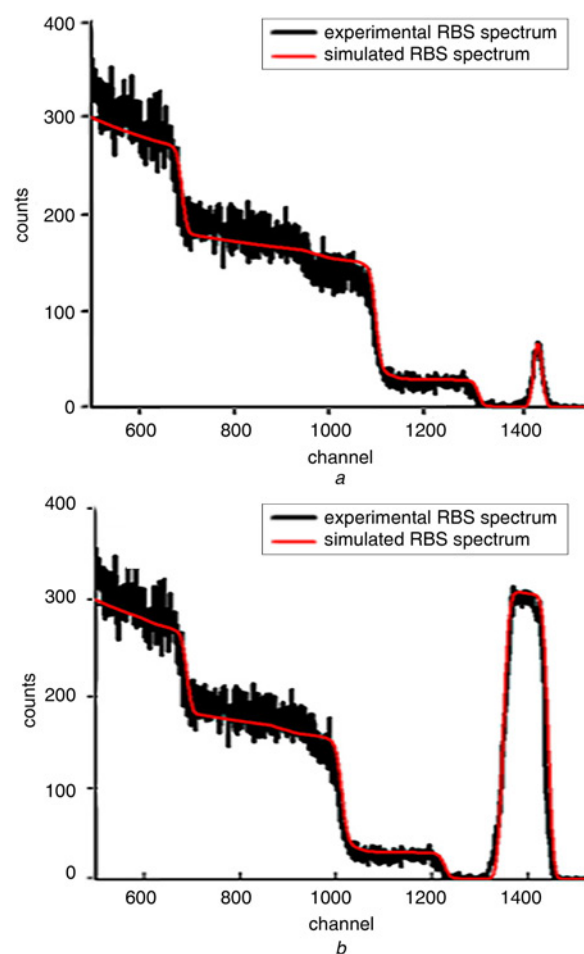 400
300
200
100
0
counts
experimental RBS spectrum
simulated RBS spectrum
600 800 1000 1200 1400
channel
a
400
300
200
100
0
counts
experimental RBS spectrum
simulated RBS spectrum
600 800 1000 1200 1400
channel
b